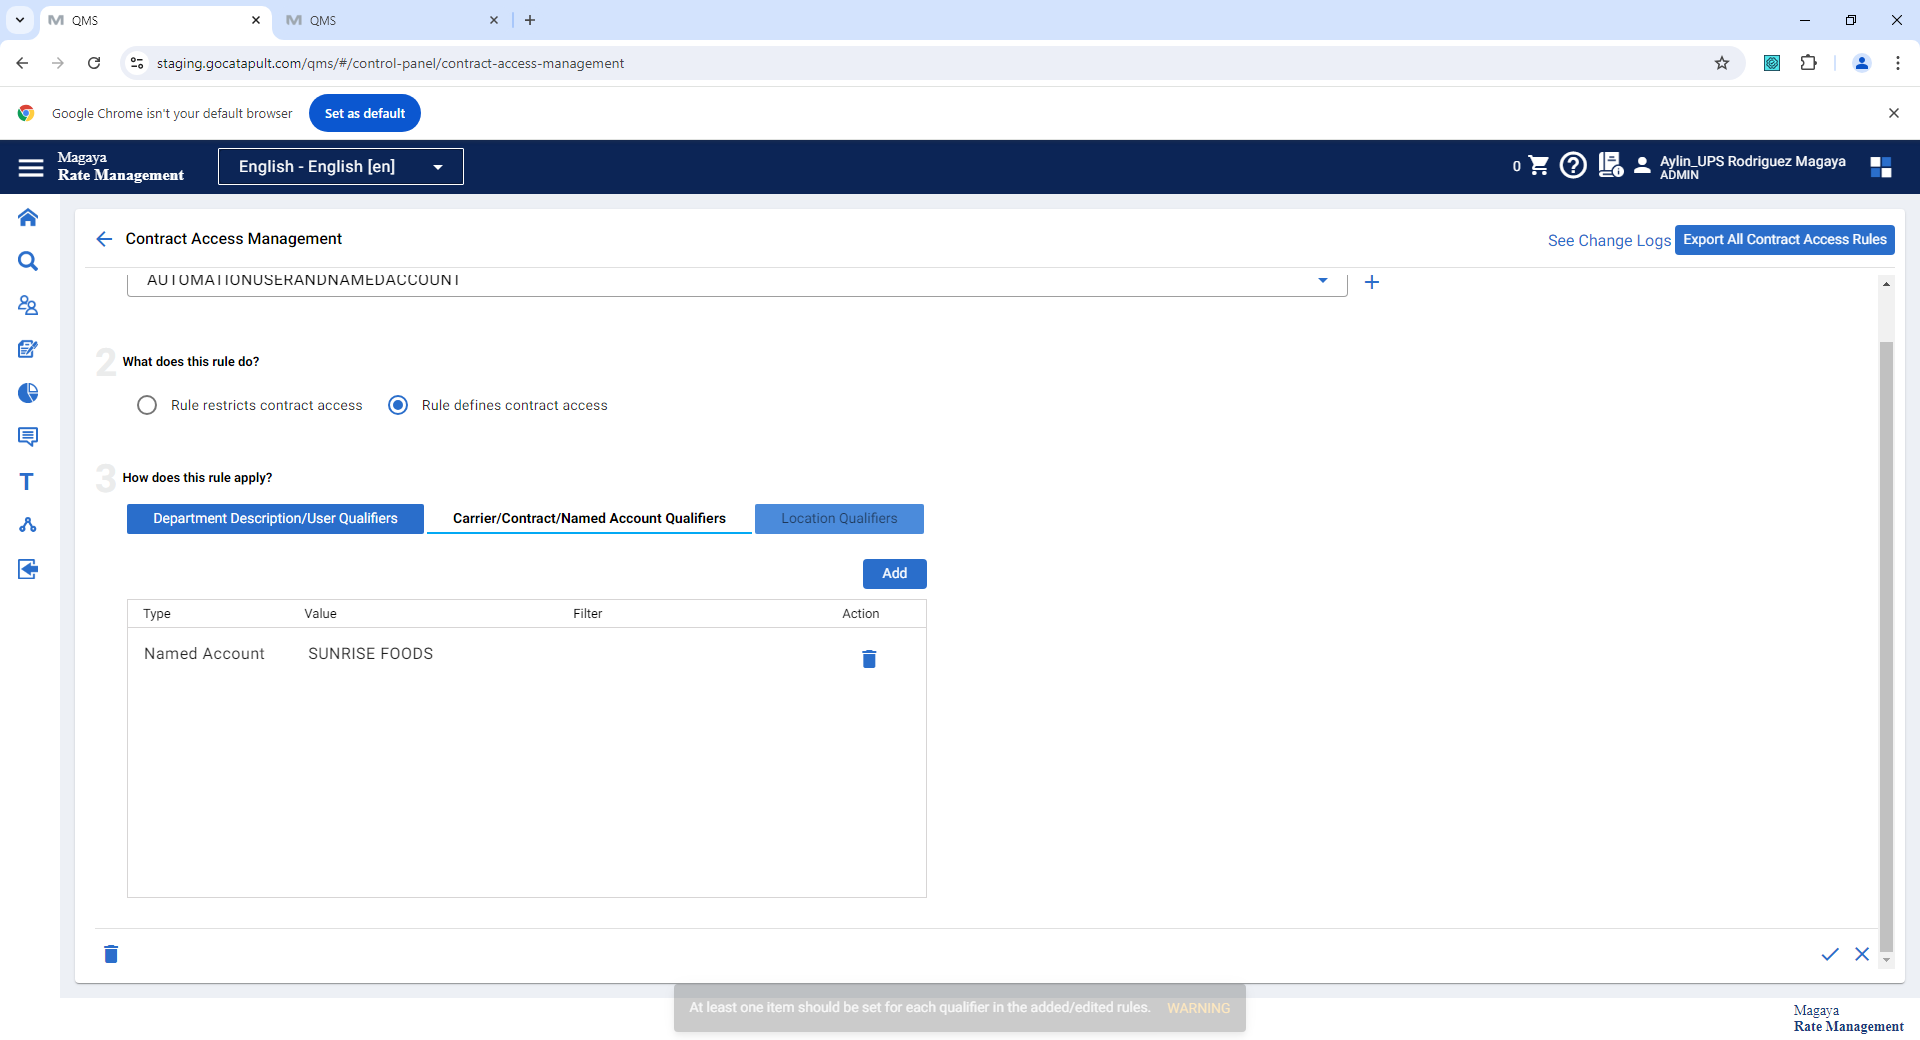 QMS
QMS
staging.gocatapult.com/qms/#/control-panel/contract-access-management
Google Chrome isn't your default browser
Set as default
Magaya
Rate Management
English - English [en]
0
Aylin_UPS Rodriguez Magaya
ADMIN
Contract Access Management
See Change Logs
Export All Contract Access Rules
AUTOMATIONUSERANDNAMEDACCOUNT
2 What does this rule do?
Rule restricts contract access
Rule defines contract access
3 How does this rule apply?
Department Description/User Qualifiers
Carrier/Contract/Named Account Qualifiers
Location Qualifiers
Add
Type Value Filter Action
Named Account SUNRISE FOODS
At least one item should be set for each qualifier in the added/edited rules. WARNING
Magaya
Rate Management